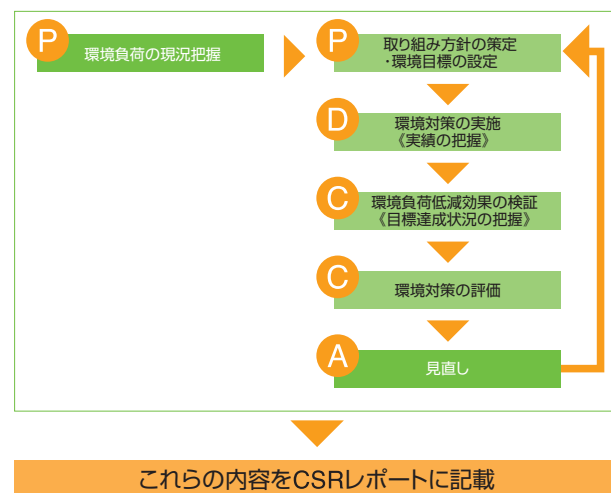 P
環境負荷の現況把握
P
取り組み方針の策定
・環境目標の設定
D
環境対策の実施
《実績の把握》
C
環境負荷低減効果の検証
《目標達成状況の把握》
C
環境対策の評価
A
見直し
これらの内容をCSRレポートに記載